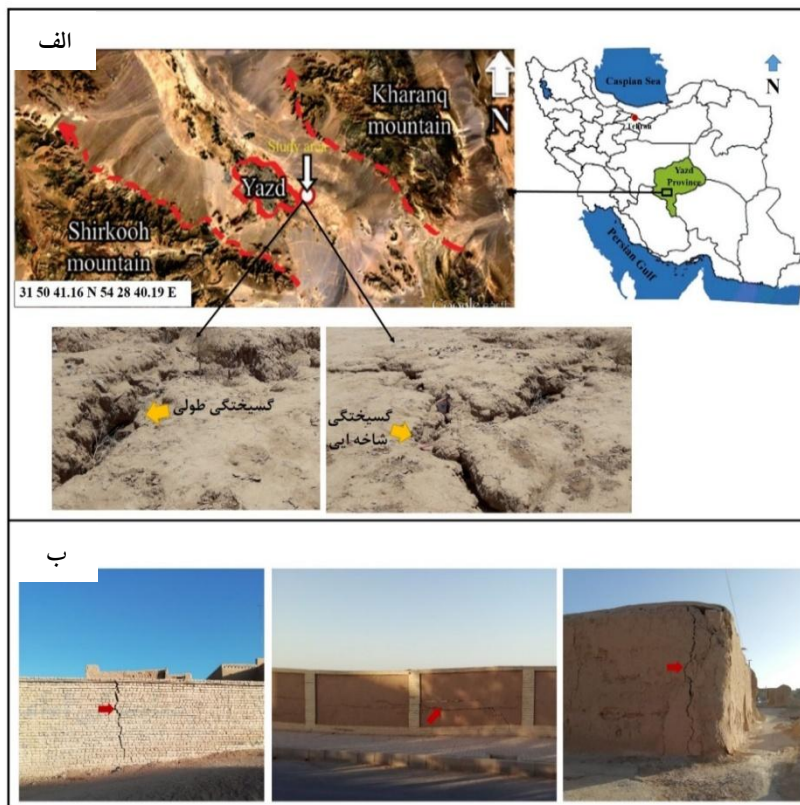 الف
Kharanq
mountain
N
Study area
Yazd
Shirkooh
mountain
31 50 41.16 N 54 28 40.19 E
Caspian Sea
N
Tehran
Yazd
Province
Persian Gulf
گسیختگی طولی
گسیختگی
شاخه ایی
ب